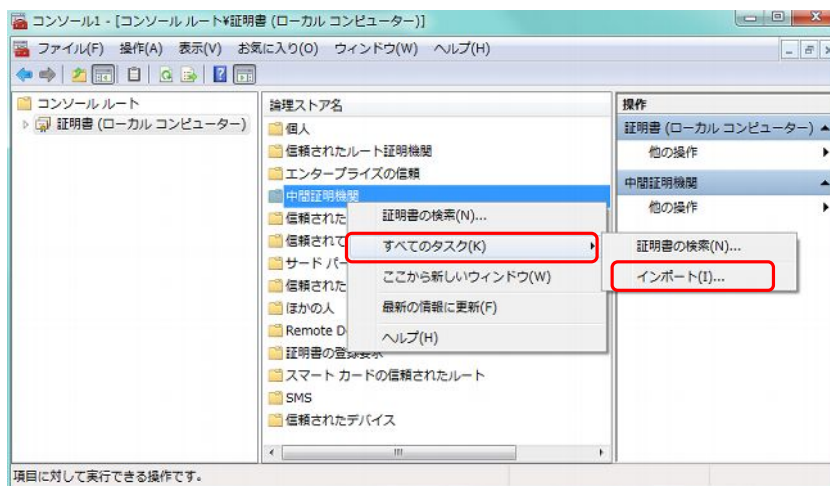 コンソール1 - [コンソール ルート¥証明書 (ローカル コンピューター)]
ファイル(F) 操作(A) 表示(V) お気に入り(O) ウィンドウ(W) ヘルプ(H)
コンソール ルート
証明書 (ローカル コンピューター)
論理ストア名
個人
信頼されたルート証明機関
エンタープライズの信頼
中間証明機関
信頼された
信頼されて
サード パー
信頼された
ほかの人
Remote D
証明書の登録要求
スマート カードの信頼されたルート
SMS
信頼されたデバイス
証明書の検索(N)...
すべてのタスク(K)
ここから新しいウィンドウ(W)
最新の情報に更新(F)
ヘルプ(H)
証明書の検索(N)...
インポート(I)...
操作
証明書 (ローカル コンピューター)
他の操作
中間証明機関
他の操作
項目に対して実行できる操作です。